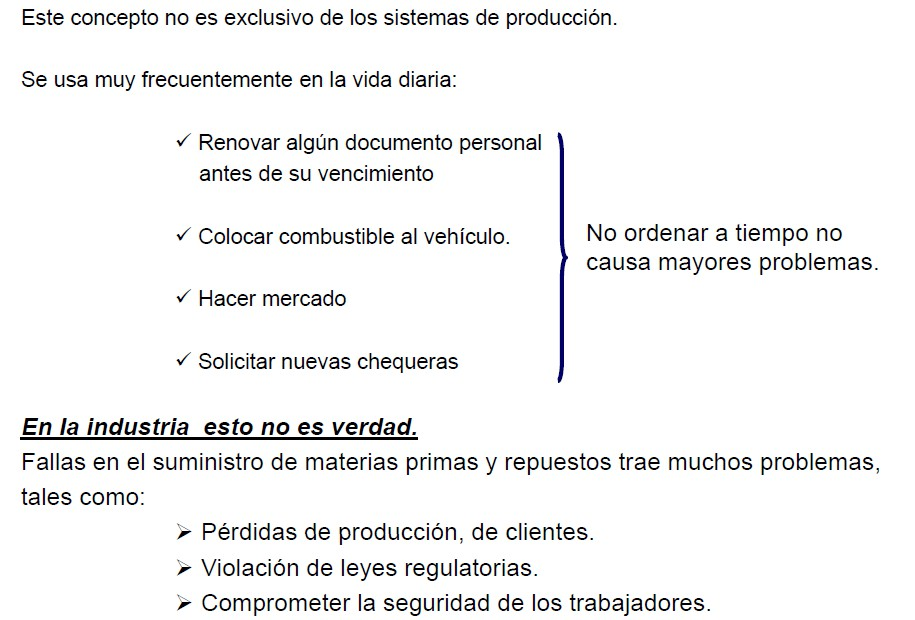 Este concepto no es exclusivo de los sistemas de producción.
Se usa muy frecuentemente en la vida diaria:
✓ Renovar algún documento personal
antes de su vencimiento
✓ Colocar combustible al vehículo.
✓ Hacer mercado
✓ Solicitar nuevas chequeras
No ordenar a tiempo no
causa mayores problemas.
En la industria  esto no es verdad.
Fallas en el suministro de materias primas y repuestos trae muchos problemas,
tales como:
➢ Pérdidas de producción, de clientes.
➢ Violación de leyes regulatorias.
➢ Comprometer la seguridad de los trabajadores.